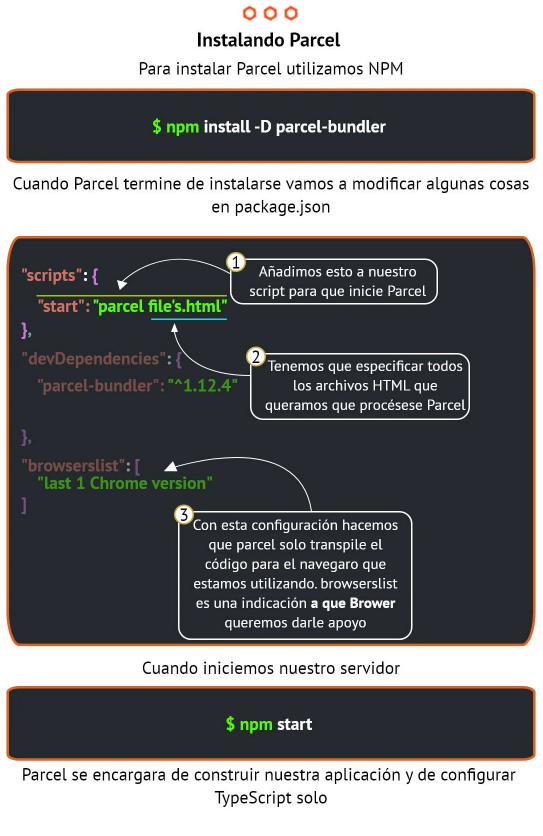 Instalando Parcel
Para instalar Parcel utilizamos NPM
$ npm install -D parcel-bundler
Cuando Parcel termine de instalarse vamos a modificar algunas cosas
en package.json
"scripts": {
"start": "parcel file's.html"
},
"devDependencies": {
"parcel-bundler": "^1.12.4"
},
"browserslist": [
"last 1 Chrome version"
]
1
Añadimos esto a nuestro
script para que inicie Parcel
2
Tenemos que especificar todos
los archivos HTML que
queramos que procésese Parcel
3
Con esta configuración hacemos
que parcel solo transpile el
código para el navegaro que
estamos utilizando. browserslist
es una indicación a que Brower
queremos darle apoyo
Cuando iniciemos nuestro servidor
$ npm start
Parcel se encargara de construir nuestra aplicación y de configurar
TypeScript solo